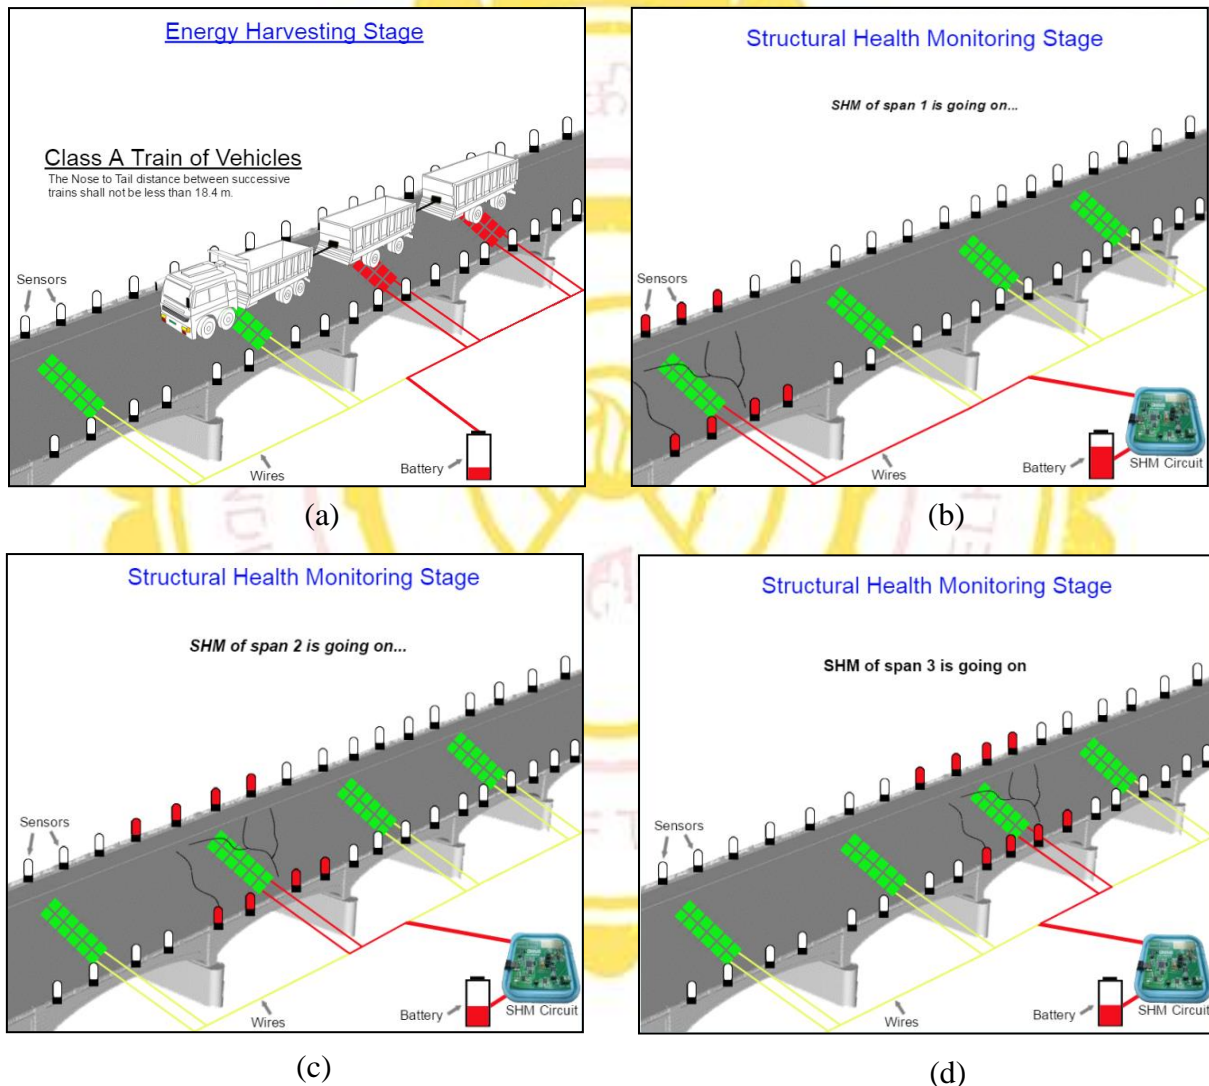 Energy Harvesting Stage
Class A Train of Vehicles
The Nose to Tail distance between successive
trains shall not be less than 18.4 m.
Sensors
Battery
Wires
(a)
Structural Health Monitoring Stage
SHM of span 1 is going on...
Sensors
Battery
SHM Circuit
Wires
(b)
Structural Health Monitoring Stage
SHM of span 2 is going on...
Sensors
Battery
SHM Circuit
Wires
(c)
Structural Health Monitoring Stage
SHM of span 3 is going on
Sensors
Battery
SHM Circuit
Wires
(d)